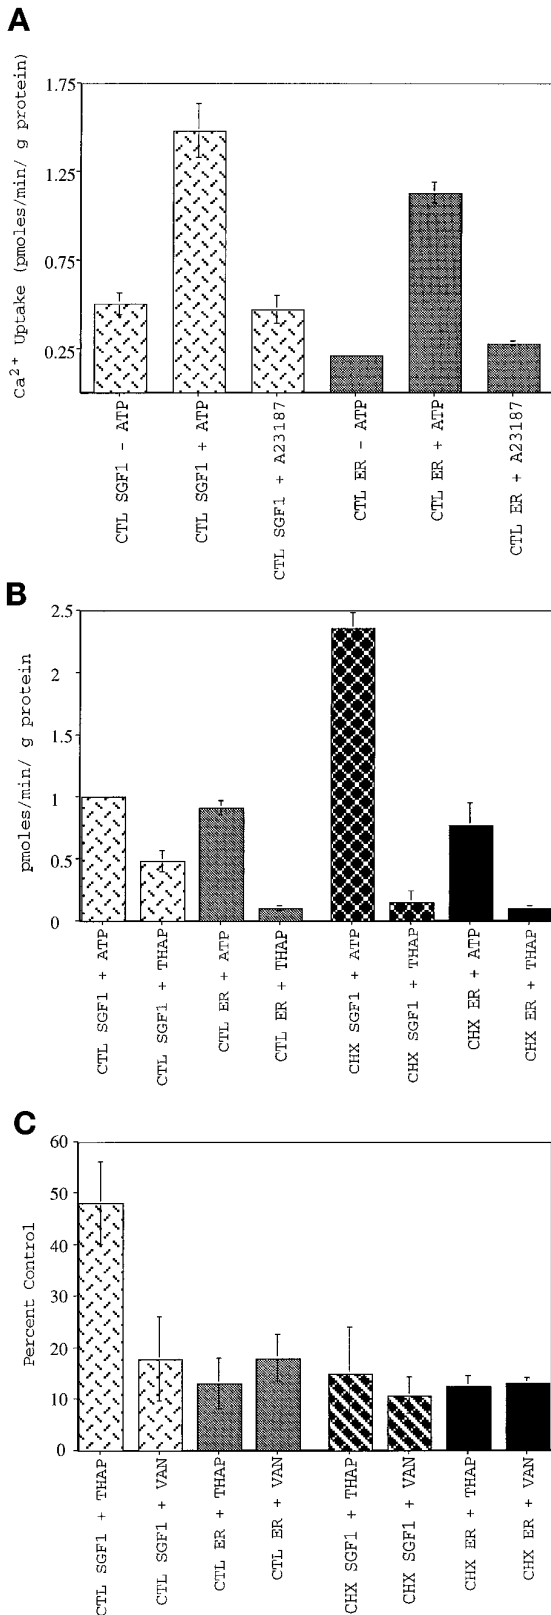 A
Ca2+ Uptake (pmoles/min/ g protein)
1.75
1.25
0.75
0.25
CTL SGF1 - ATP
CTL SGF1 + ATP
CTL SGF1 + A23187
CTL ER - ATP
CTL ER + ATP
CTL ER + A23187
B
pmoles/min/ g protein
2.5
2
1.5
1
0.5
0
CTL SGF1 + ATP
CTL SGF1 + THAP
CTL ER + ATP
CTL ER + THAP
CHX SGF1 + ATP
CHX SGF1 + THAP
CHX ER + ATP
CHX ER + THAP
C
Percent Control
60
50
40
30
20
10
0
CTL SGF1 + THAP
CTL SGF1 + VAN
CTL ER + THAP
CTL ER + VAN
CHX SGF1 + THAP
CHX SGF1 + VAN
CHX ER + THAP
CHX ER + VAN